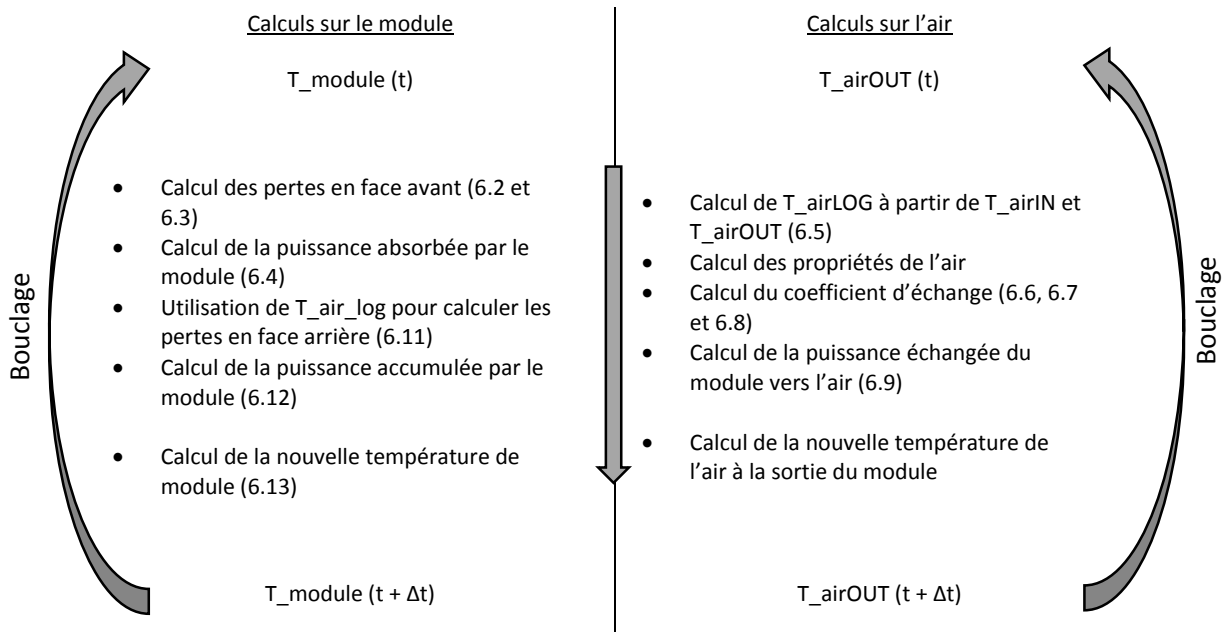 Calculs sur le module
T_module (t)
• Calcul des pertes en face avant (6.2 et
6.3)
• Calcul de la puissance absorbée par le
module (6.4)
• Utilisation de T_air_log pour calculer les
pertes en face arrière (6.11)
• Calcul de la puissance accumulée par le
module (6.12)
• Calcul de la nouvelle température de
module (6.13)
T_module (t + Δt)
Bouclage
Calculs sur l’air
T_airOUT (t)
• Calcul de T_airLOG à partir de T_airIN et
T_airOUT (6.5)
• Calcul des propriétés de l’air
• Calcul du coefficient d’échange (6.6, 6.7
et 6.8)
• Calcul de la puissance échangée du
module vers l’air (6.9)
• Calcul de la nouvelle température de
l’air à la sortie du module
T_airOUT (t + Δt)
Bouclage